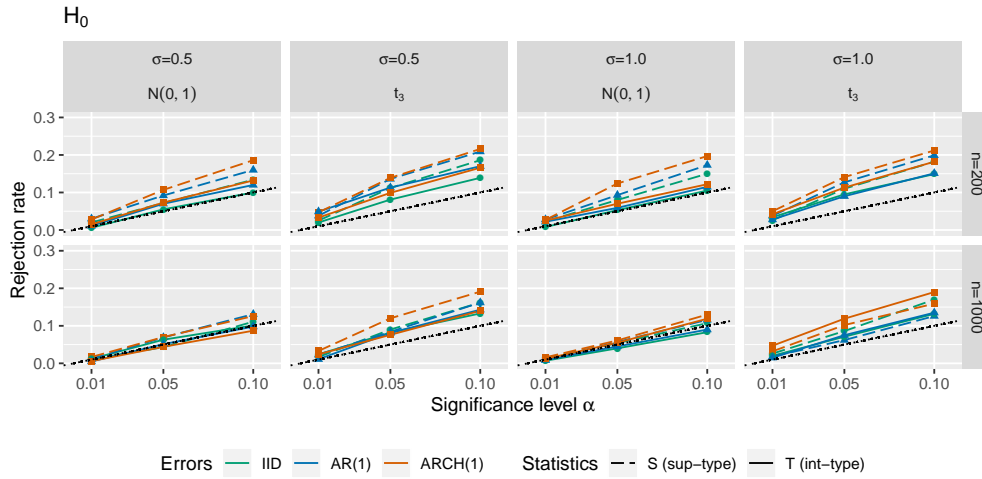 H₀
σ=0.5 σ=0.5 σ=1.0 σ=1.0
N(0, 1) t₃ N(0, 1) t₃
0.3
0.2
0.1
0.0
n=200
Rejection rate
0.3
0.2
0.1
0.0
n=1000
0.01 0.05 0.10 0.01 0.05 0.10 0.01 0.05 0.10 0.01 0.05 0.10
Significance level α
Errors IID AR(1) ARCH(1) Statistics S (sup−type) T (int−type)